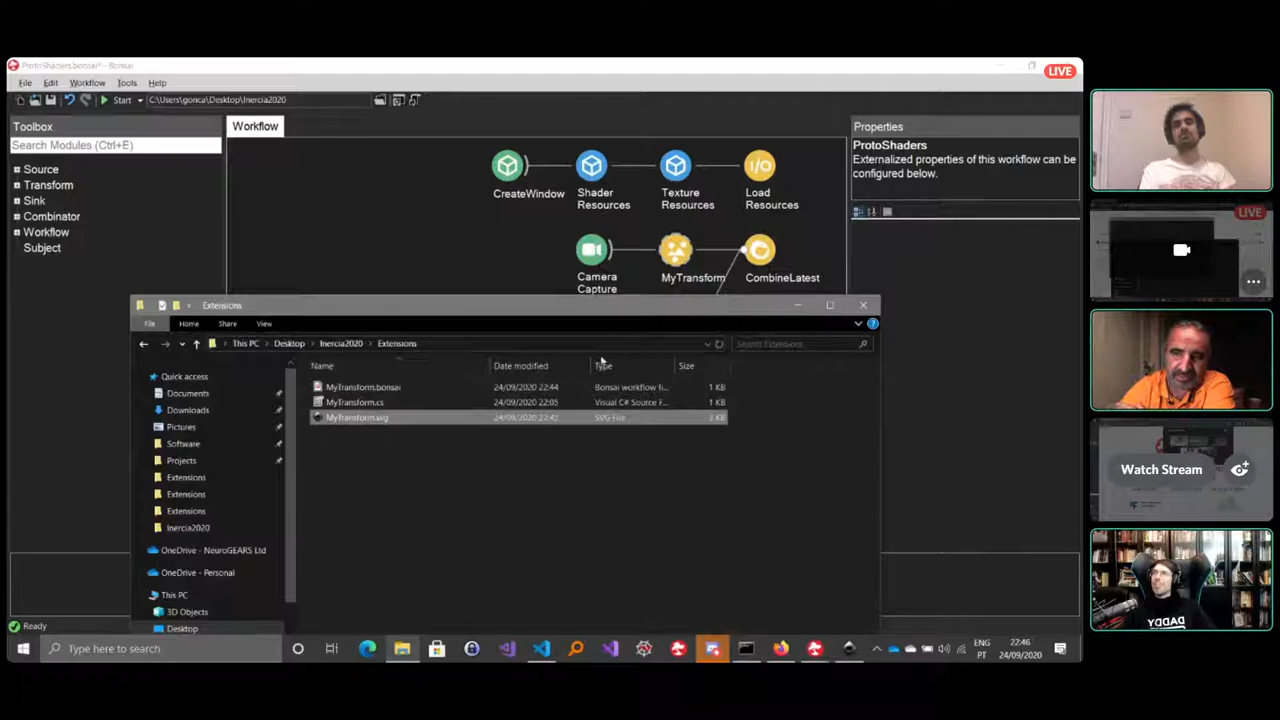 ProtoShaders.bonsai* - Bonsai
LIVE
File Edit Workflow Tools Help
Start C:\Users\gonca\Desktop\Inercia2020
Toolbox
Search Modules (Ctrl+E)
Source
Transform
Sink
Combinator
Workflow
Subject
Workflow
CreateWindow
Shader
Resources
Texture
Resources
I/O
Load
Resources
Camera
Capture
MyTransform
CombineLatest
Properties
ProtoShaders
Externalized properties of this workflow can be
configured below.
Extensions
File Home Share View
This PC Desktop Inercia2020 Extensions
Search Extensions
Name Date modified Type Size
MyTransform.bonsai 24/09/2020 22:44 Bonsai workflow fi... 1 KB
MyTransform.cs 24/09/2020 22:05 Visual C# Source F... 1 KB
MyTransform.svg 24/09/2020 22:45 SVG File 3 KB
Quick access
Documents
Downloads
Pictures
Software
Projects
Extensions
Extensions
Extensions
Inercia2020
OneDrive - NeuroGEARS Ltd
OneDrive - Personal
This PC
3D Objects
Desktop
Ready
Type here to search
ENG
PT
22:46
24/09/2020
LIVE
Watch Stream
DADDY